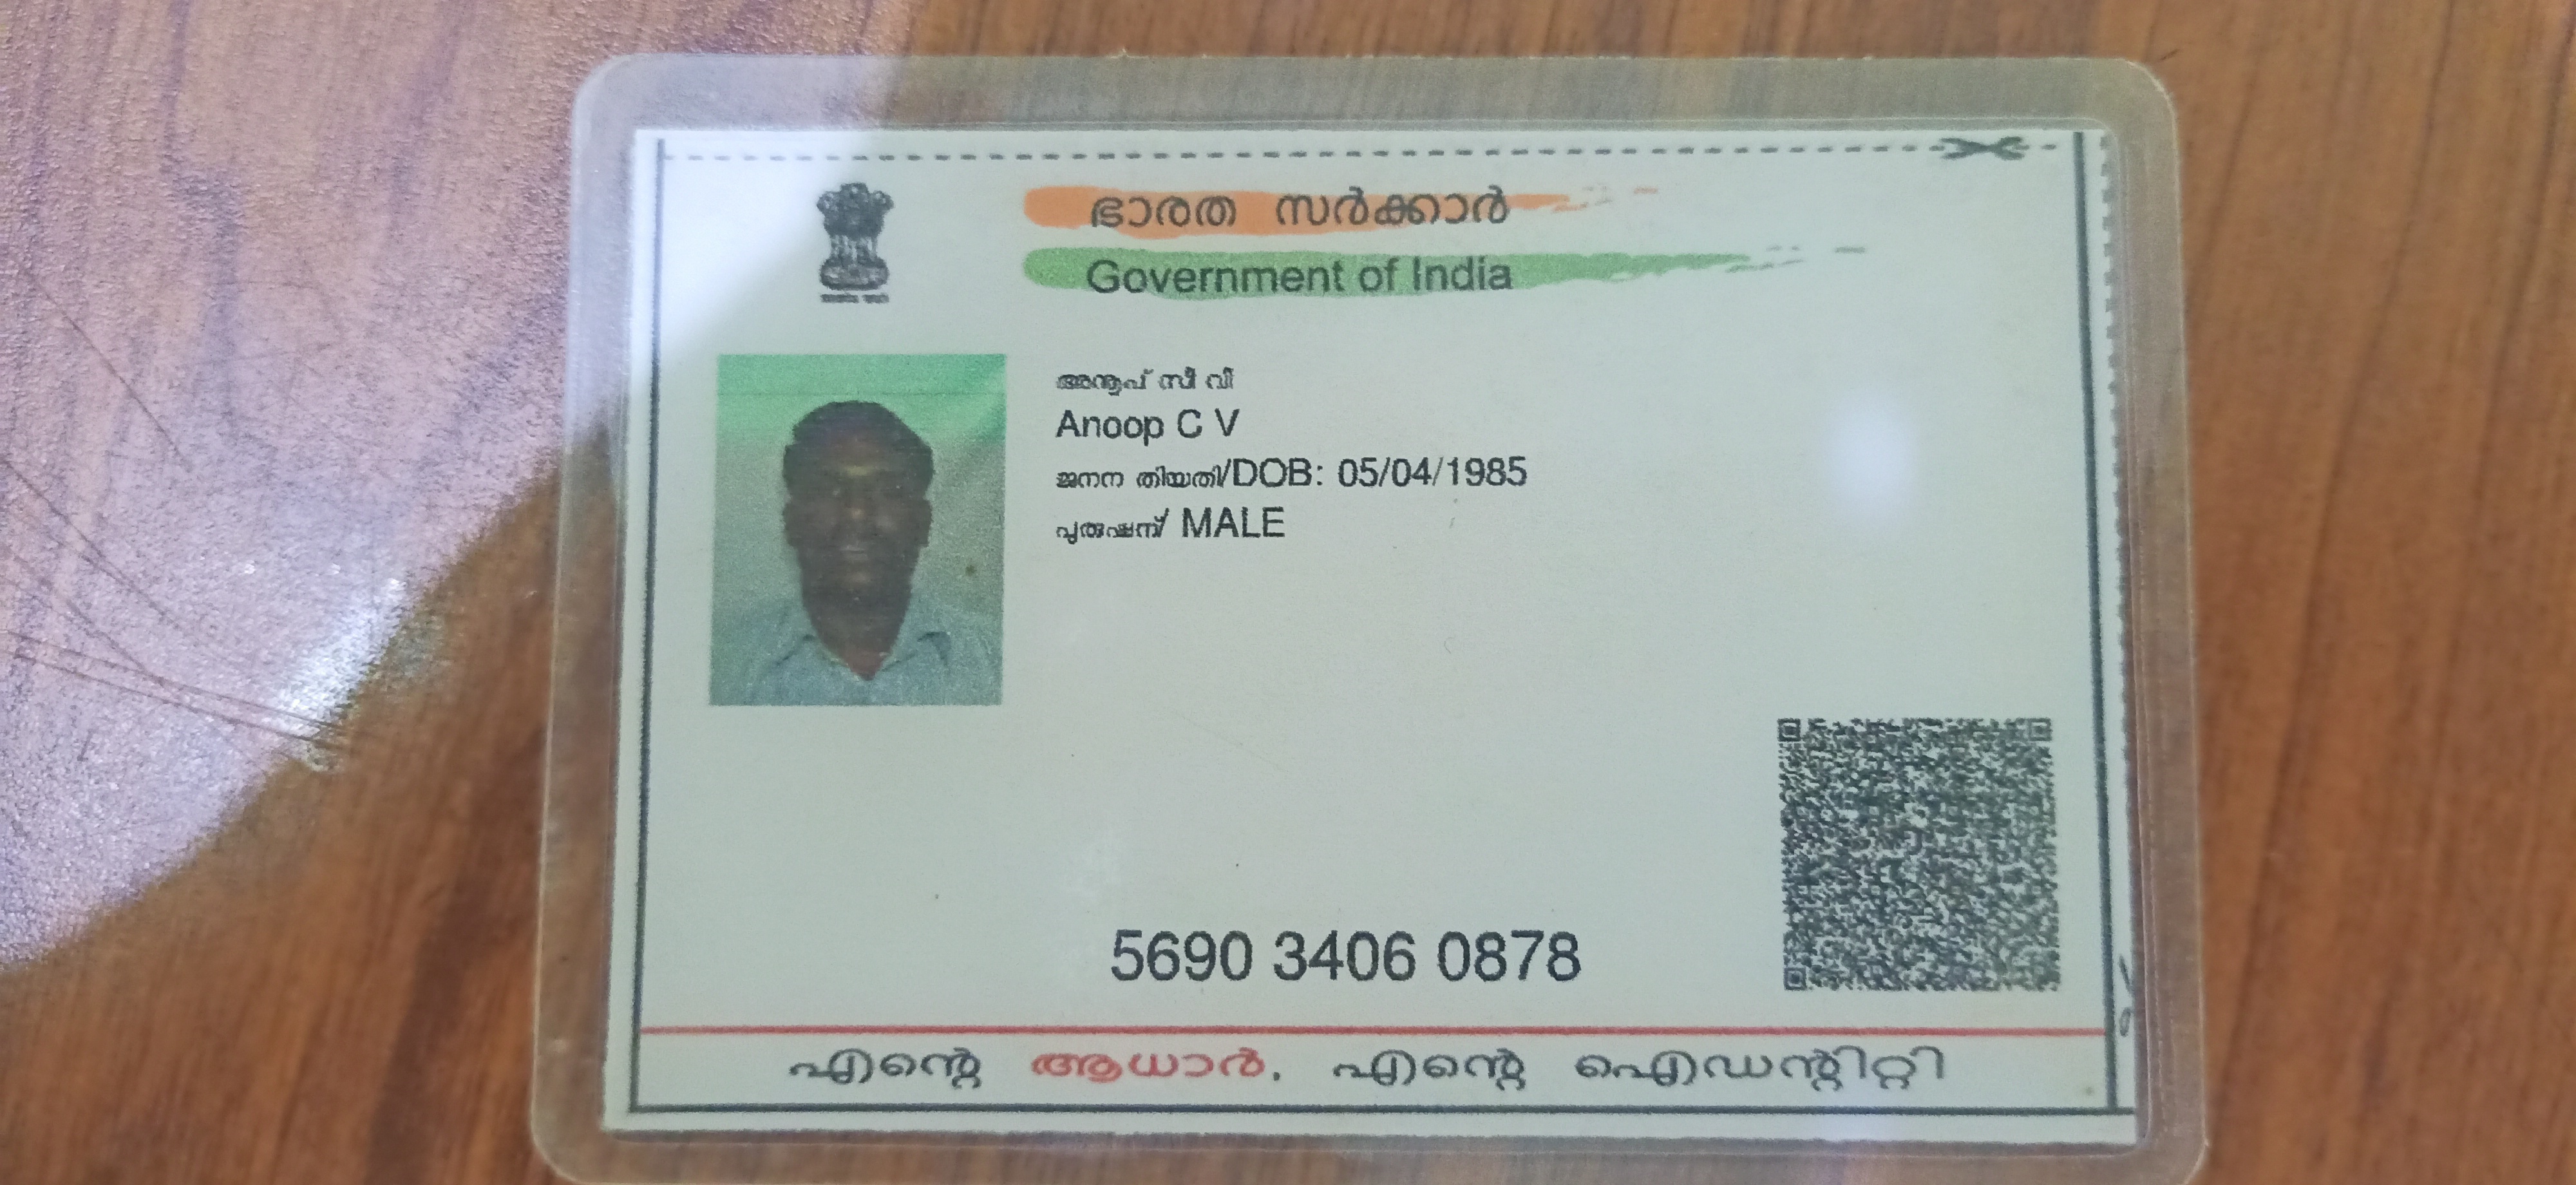 ഭാരത സർക്കാർ
Government of India
അനൂപ് സീ വീ
Anoop C V
ജനന തിയതി/DOB: 05/04/1985
പുരുഷന്/ MALE
5690 3406 0878
എന്റെ ആധാർ. എന്റെ ഐഡന്റിറ്റി